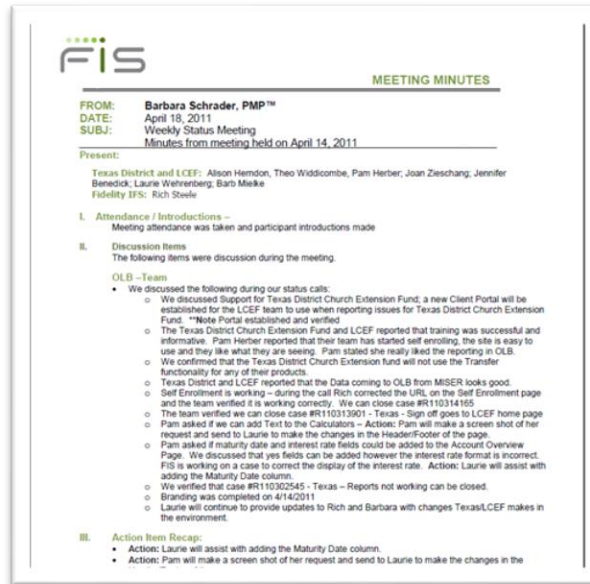 FIS
MEETING MINUTES
FROM: Barbara Schrader, PMP™
DATE: April 18, 2011
SUBJ: Weekly Status Meeting
Minutes from meeting held on April 14, 2011
Present:
Texas District and LCEF: Alison Herndon, Theo Widdicombe, Pam Herber; Joan Zieschang; Jennifer
Benedick; Laurie Wehrenberg; Barb Mielke
Fidelity IFS: Rich Steele
I. Attendance / Introductions –
Meeting attendance was taken and participant introductions made
II. Discussion Items
The following items were discussion during the meeting.
OLB –Team
• We discussed the following during our status calls:
o We discussed Support for Texas District Church Extension Fund; a new Client Portal will be
established for the LCEF team to use when reporting issues for Texas District Church Extension
Fund. **Note Portal established and verified
o The Texas District Church Extension Fund and LCEF reported that training was successful and
informative. Pam Herber reported that their team has started self enrolling, the site is easy to
use and they like what they are seeing. Pam stated she really liked the reporting in OLB.
o We confirmed that the Texas District Church Extension fund will not use the Transfer
functionality for any of their products.
o Texas District and LCEF reported that the Data coming to OLB from MISER looks good.
o Self Enrollment is working – during the call Rich corrected the URL on the Self Enrollment page
and the team verified it is working correctly. We can close case #R110314165
o The team verified we can close case #R110313901 - Texas - Sign off goes to LCEF home page
o Pam asked if we can add Text to the Calculators – Action: Pam will make a screen shot of her
request and send to Laurie to make the changes in the Header/Footer of the page.
o Pam asked if maturity date and interest rate fields could be added to the Account Overview
Page. We discussed that yes fields can be added however the interest rate format is incorrect.
FIS is working on a case to correct the display of the interest rate. Action: Laurie will assist with
adding the Maturity Date column.
o We verified that case #R110302545 - Texas – Reports not working can be closed.
o Branding was completed on 4/14/2011
o Laurie will continue to provide updates to Rich and Barbara with changes Texas/LCEF makes in
the environment.
III. Action Item Recap:
• Action: Laurie will assist with adding the Maturity Date column.
• Action: Pam will make a screen shot of her request and send to Laurie to make the changes in the